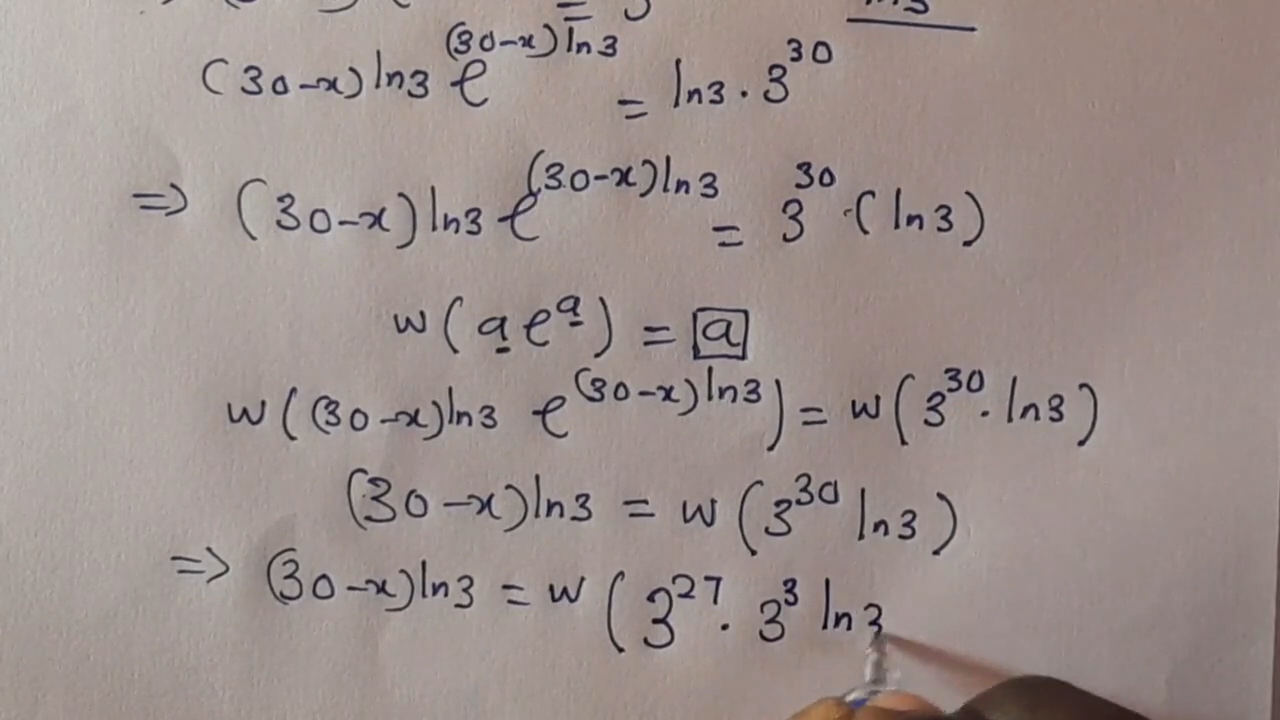 (30-x) ln3 e^{(30-x) ln3} = ln3 · 3^{30}
=> (30-x) ln3 e^{(30-x) ln3} = 3^{30} · (ln3)
W(a e^a) = a
W((30-x) ln3 e^{(30-x) ln3}) = W(3^{30} · ln3)
(30-x) ln3 = W(3^{30} ln3)
=> (30-x) ln3 = W(3^{27} · 3^3 ln3